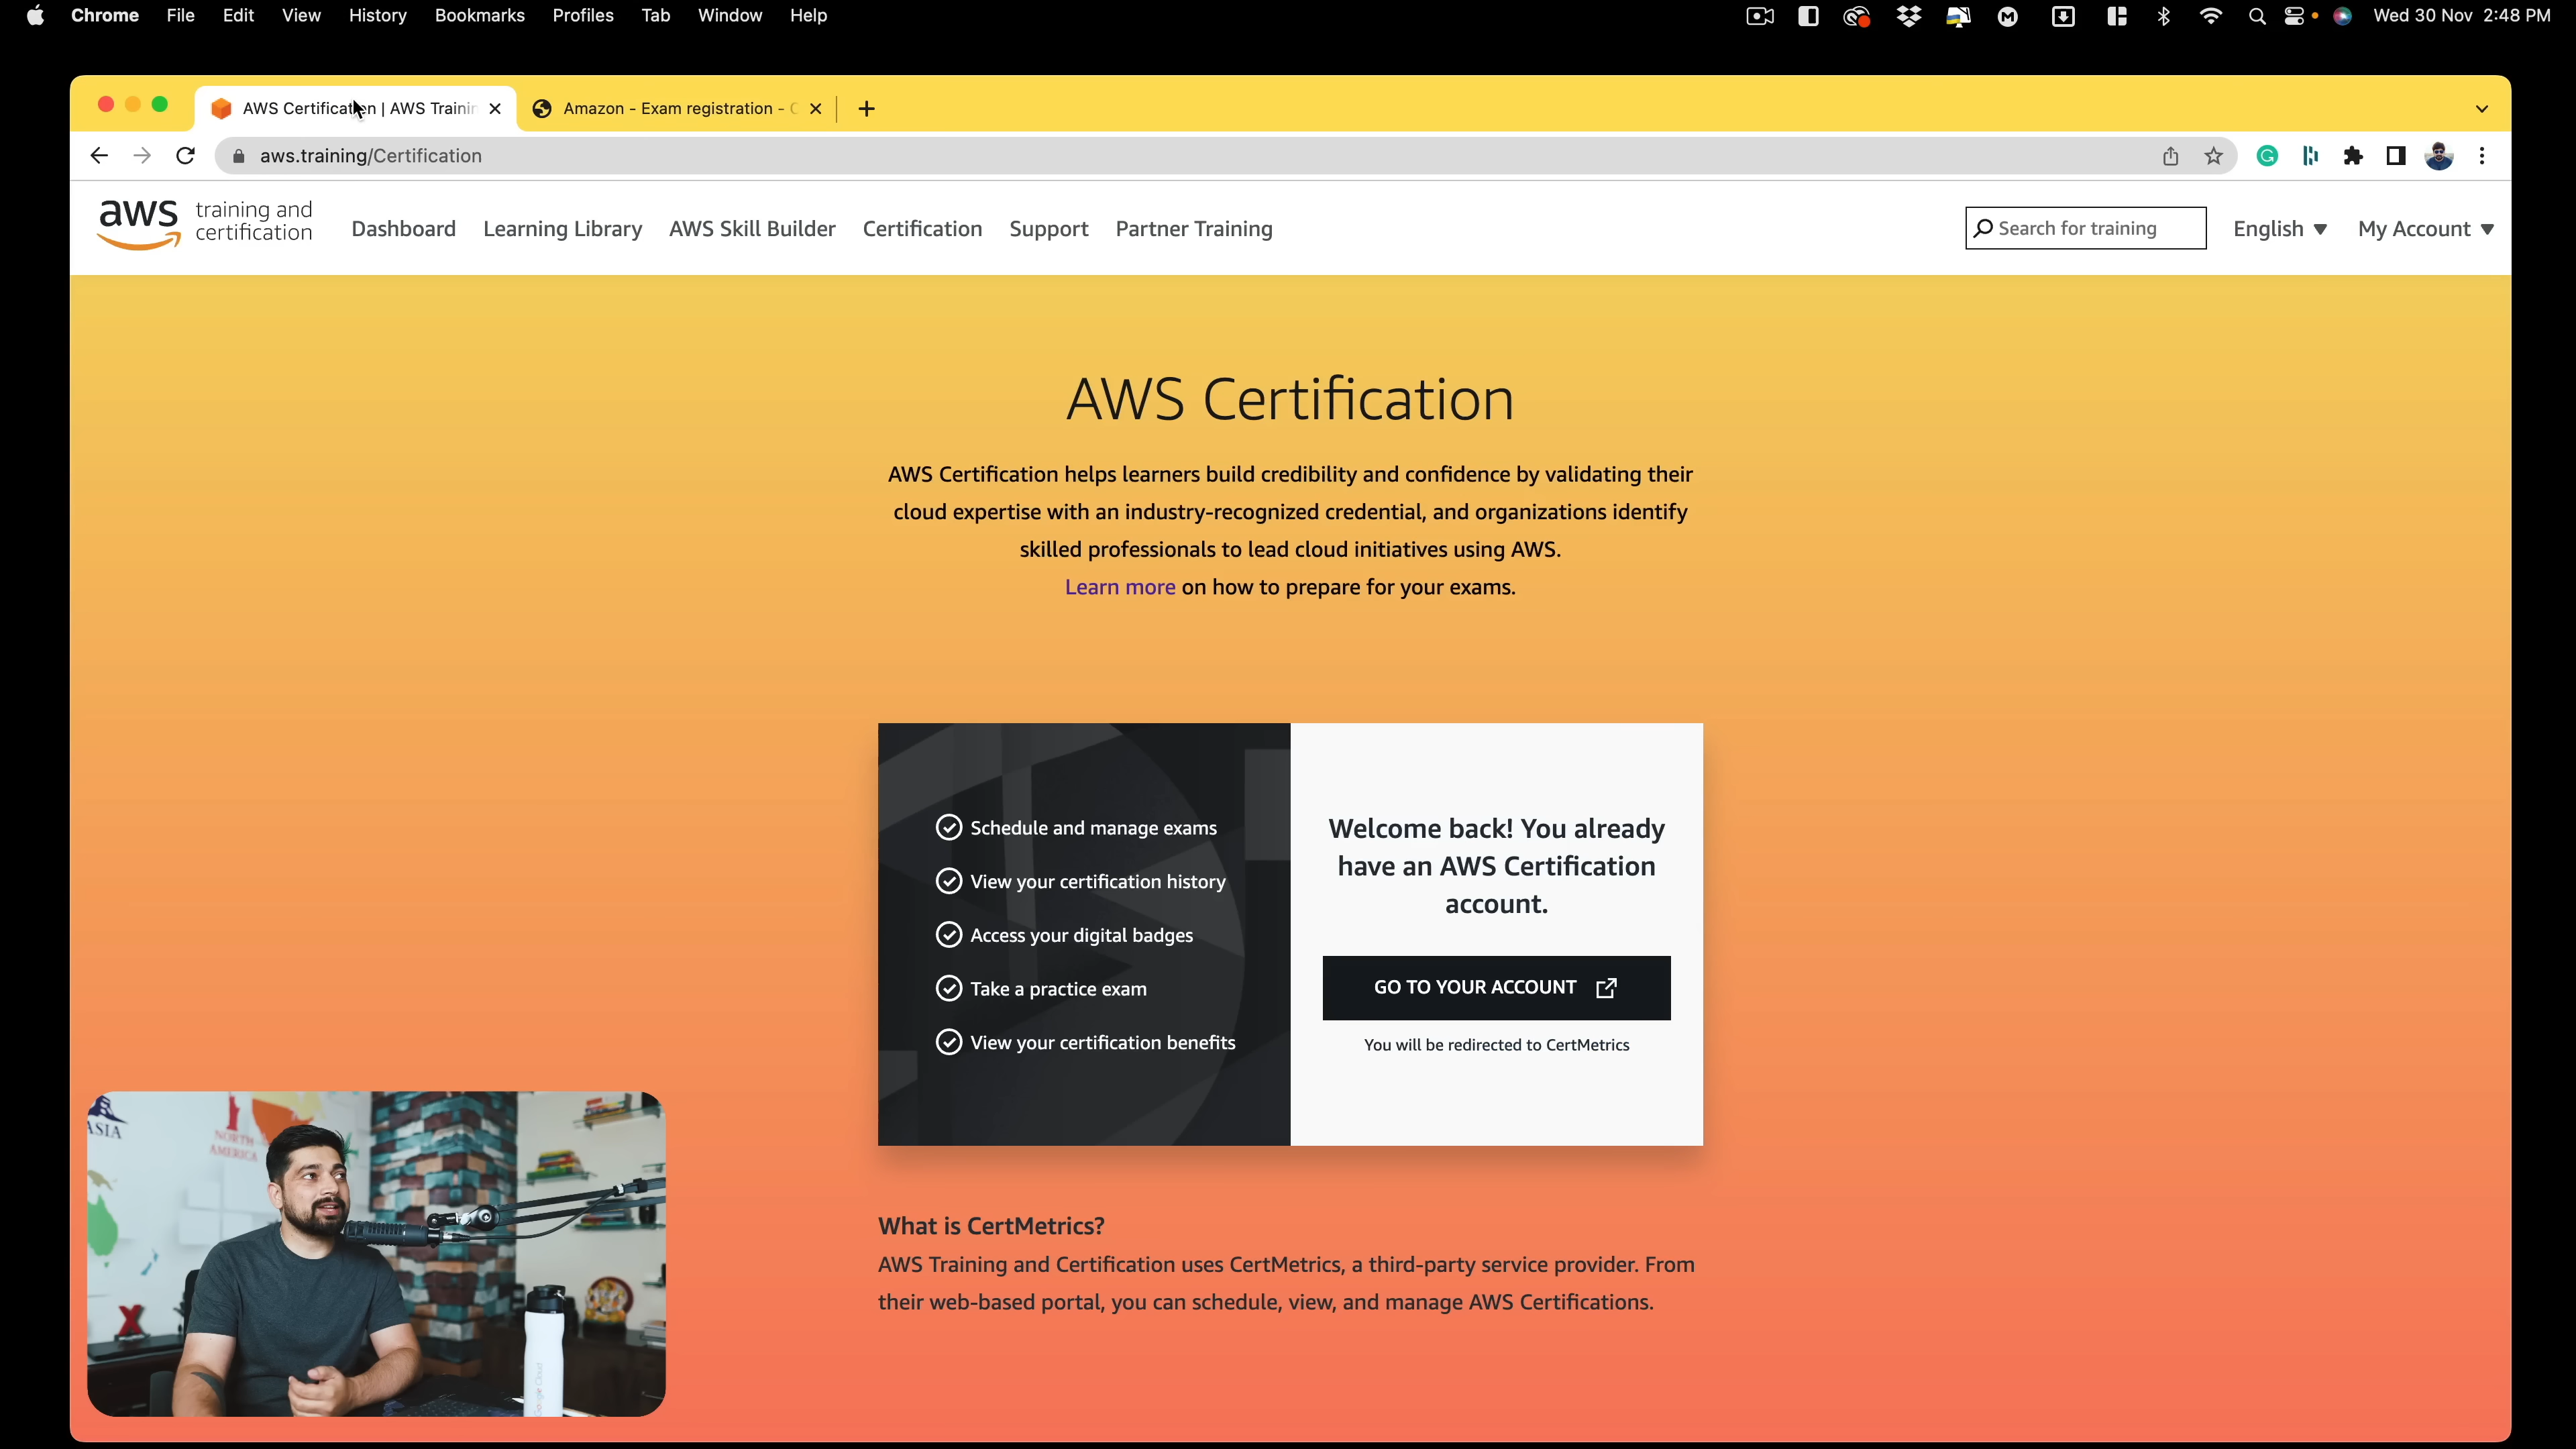 Chrome File Edit View History Bookmarks Profiles Tab Window Help
Wed 30 Nov 2:48 PM
AWS Certification | AWS Trainin
Amazon - Exam registration - C
aws.training/Certification
aws training and certification
Dashboard Learning Library AWS Skill Builder Certification Support Partner Training
Search for training
English
My Account
AWS Certification
AWS Certification helps learners build credibility and confidence by validating their
cloud expertise with an industry-recognized credential, and organizations identify
skilled professionals to lead cloud initiatives using AWS.
Learn more on how to prepare for your exams.
Schedule and manage exams
View your certification history
Access your digital badges
Take a practice exam
View your certification benefits
Welcome back! You already
have an AWS Certification
account.
GO TO YOUR ACCOUNT
You will be redirected to CertMetrics
What is CertMetrics?
AWS Training and Certification uses CertMetrics, a third-party service provider. From
their web-based portal, you can schedule, view, and manage AWS Certifications.
ASIA
NORTH
AMERICA
Google Cloud